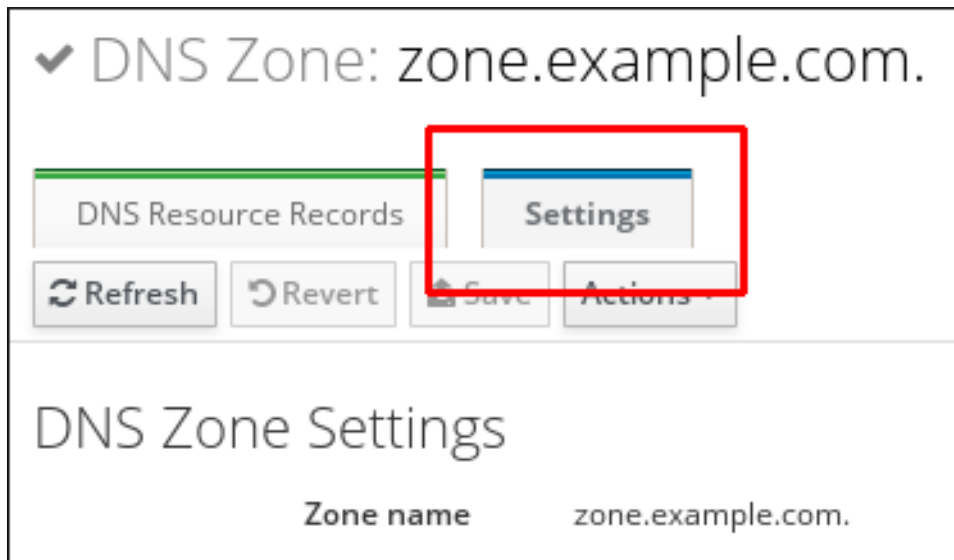 DNS Zone: zone.example.com.
DNS Resource Records Settings
Refresh Revert Save Actions
DNS Zone Settings
Zone name zone.example.com.